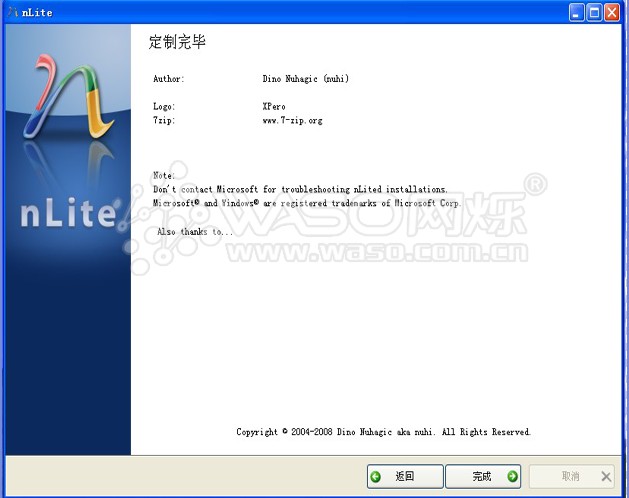 nLite
定制完毕
Author: Dino Nuhagic (nuhi)
Logo: XPero
7zip: www.7-zip.org
Note:
Don't contact Microsoft for troubleshooting nLited installations.
Microsoft® and Windows® are registered trademarks of Microsoft Corp.
nLite
WASO网烁®
Also thanks to...
www.waso.com.cn
Copyright © 2004-2008 Dino Nuhagic aka nuhi. All Rights Reserved.
返回 完成 取消